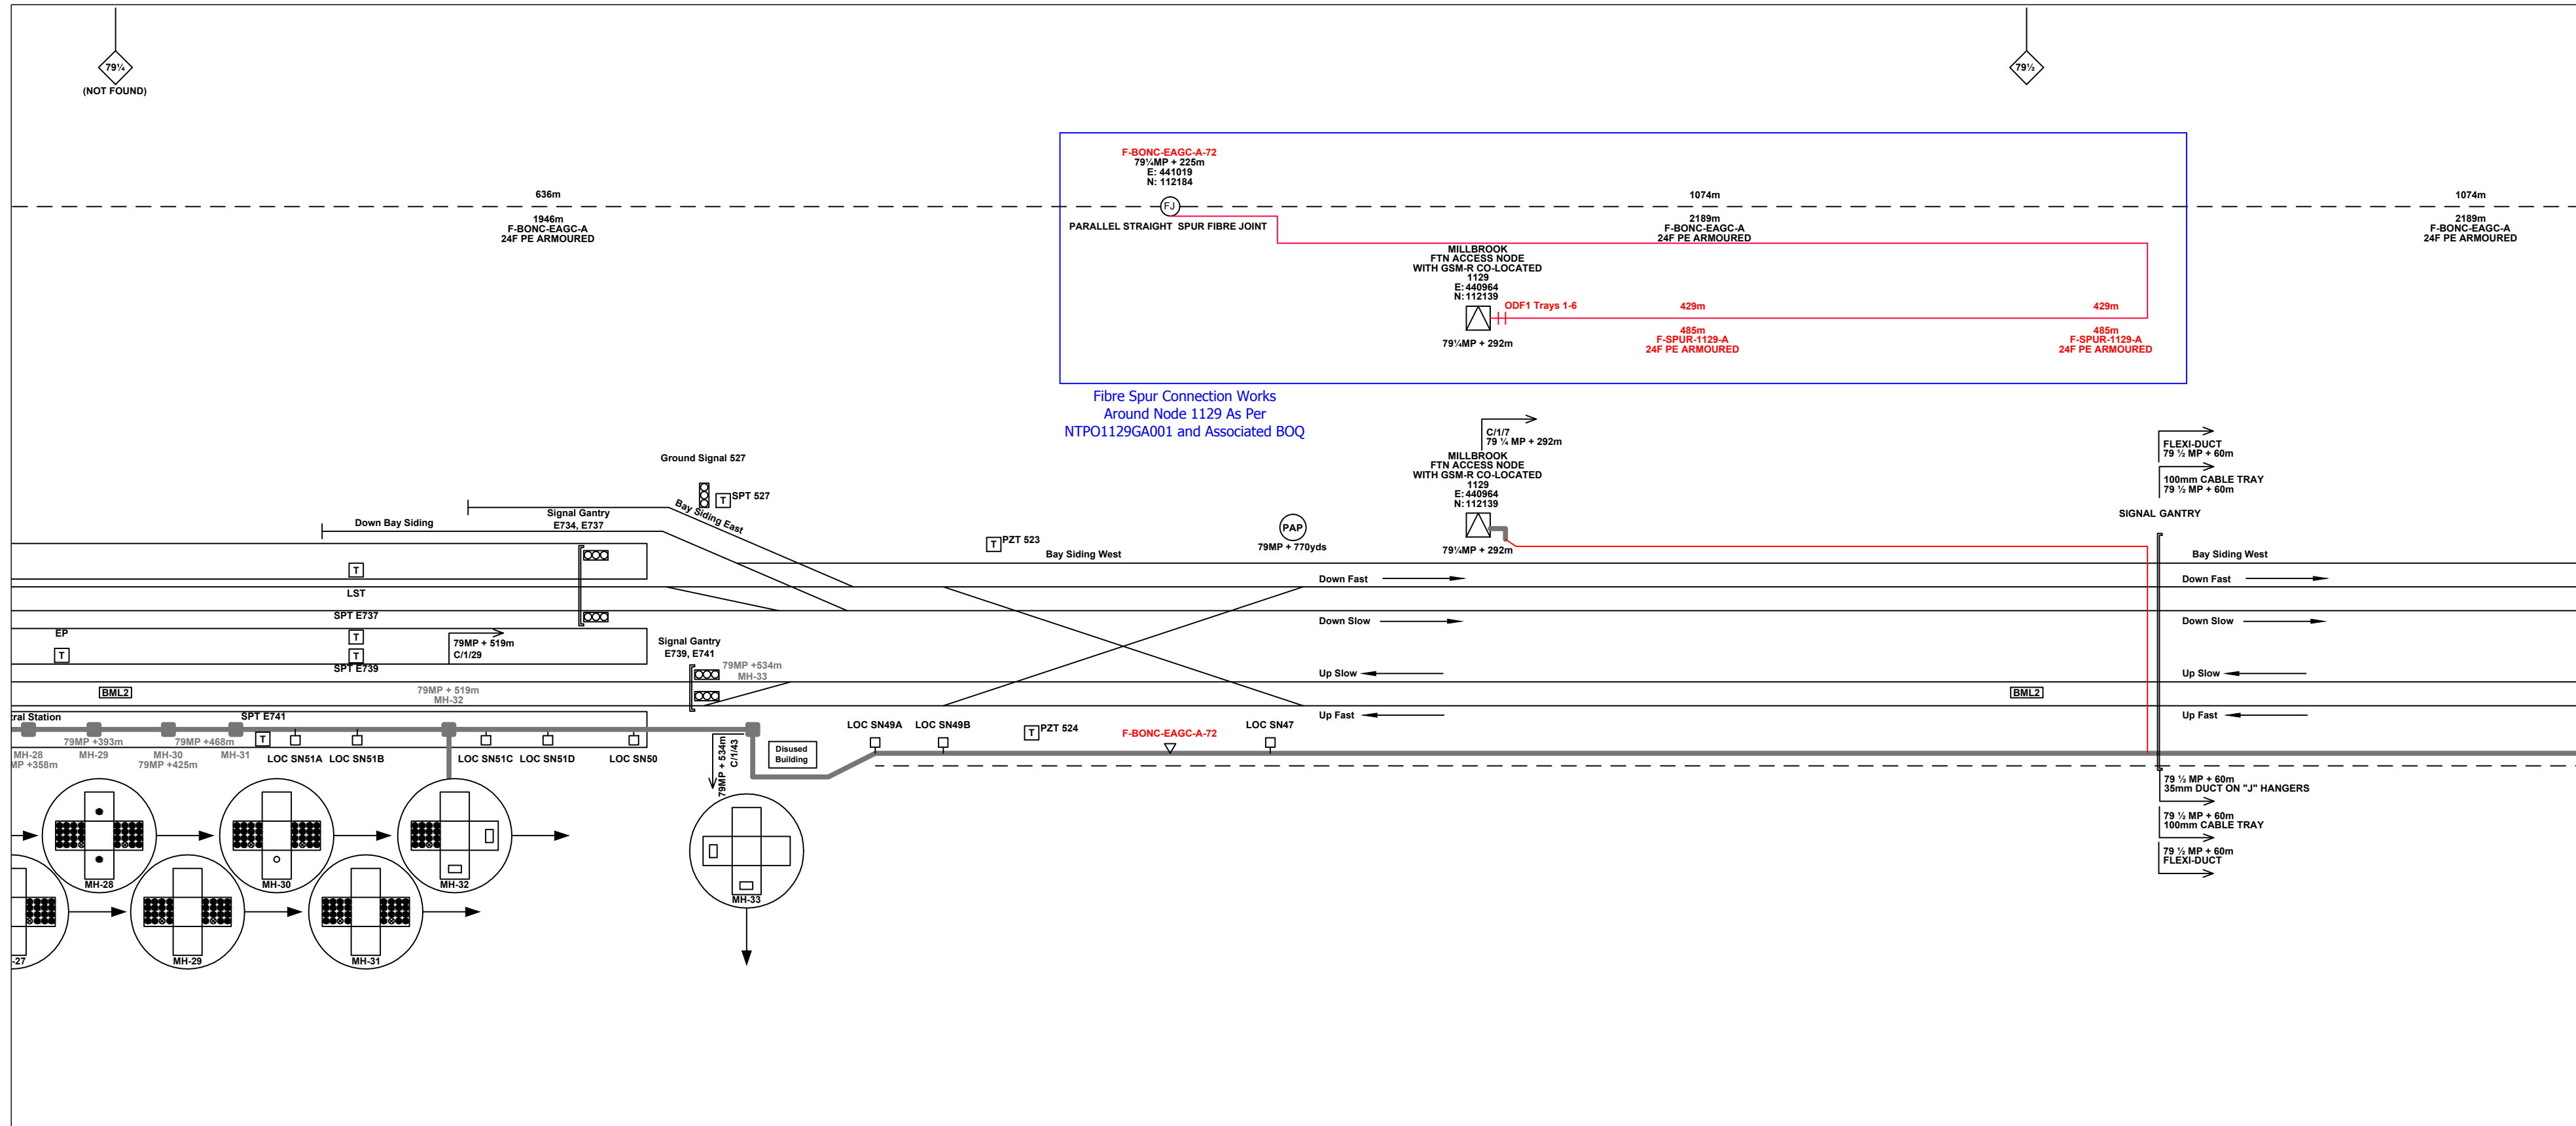 79¼
(NOT FOUND)
79½
F-BONC-EAGC-A-72
79¼MP + 225m
E: 441019
N: 112184
636m
1946m
F-BONC-EAGC-A
24F PE ARMOURED
FJ
PARALLEL STRAIGHT SPUR FIBRE JOINT
1074m
2189m
F-BONC-EAGC-A
24F PE ARMOURED
1074m
2189m
F-BONC-EAGC-A
24F PE ARMOURED
MILLBROOK
FTN ACCESS NODE
WITH GSM-R CO-LOCATED
1129
E: 440964
N: 112139
ODF1 Trays 1-6
79¼MP + 292m
429m
485m
F-SPUR-1129-A
24F PE ARMOURED
429m
485m
F-SPUR-1129-A
24F PE ARMOURED
Fibre Spur Connection Works
Around Node 1129 As Per
NTPO1129GA001 and Associated BOQ
C/1/7
79 ¼ MP + 292m
MILLBROOK
FTN ACCESS NODE
WITH GSM-R CO-LOCATED
1129
E: 440964
N: 112139
79¼MP + 292m
FLEXI-DUCT
79 ½ MP + 60m
100mm CABLE TRAY
79 ½ MP + 60m
SIGNAL GANTRY
Ground Signal 527
T
SPT 527
Bay Siding East
Signal Gantry
E734, E737
Down Bay Siding
T
PZT 523
PAP
79MP + 770yds
Bay Siding West
Bay Siding West
T
LST
Down Fast
Down Fast
SPT E737
Down Slow
Down Slow
EP
T
T
T
SPT E739
79MP + 519m
C/1/29
Signal Gantry
E739, E741
79MP +534m
MH-33
Up Slow
Up Slow
BML2
BML2
79MP + 519m
MH-32
Up Fast
Up Fast
ral Station
SPT E741
T
79MP +393m
79MP +468m
MH-28
MH-29
MH-30
MH-31
MP +358m
79MP +425m
LOC SN51A
LOC SN51B
LOC SN51C
LOC SN51D
LOC SN50
79MP + 534m
C/1/43
Disused
Building
LOC SN49A
LOC SN49B
T
PZT 524
F-BONC-EAGC-A-72
LOC SN47
79 ½ MP + 60m
35mm DUCT ON "J" HANGERS
79 ½ MP + 60m
100mm CABLE TRAY
79 ½ MP + 60m
FLEXI-DUCT
MH-28
MH-30
MH-32
MH-33
-27
MH-29
MH-31